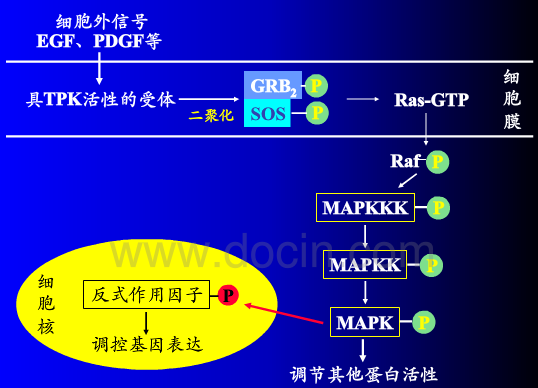 细胞外信号
EGF、PDGF等
具TPK活性的受体
二聚化
GRB2 P
SOS P
Ras-GTP
细胞膜
Raf P
MAPKKK P
www.docin.com
MAPKK P
细胞核
反式作用因子 P
MAPK P
调控基因表达
调节其他蛋白活性